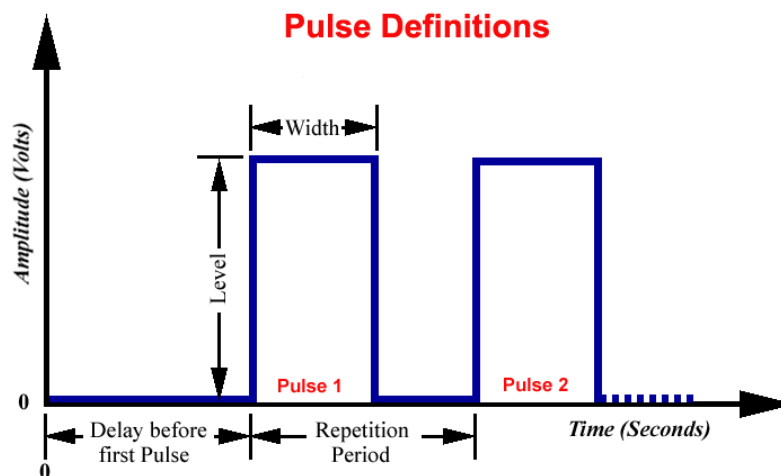 Pulse Definitions
Amplitude (Volts)
Width
Level
Pulse 1
Pulse 2
0
Delay before
first Pulse
Repetition
Period
Time (Seconds)
0